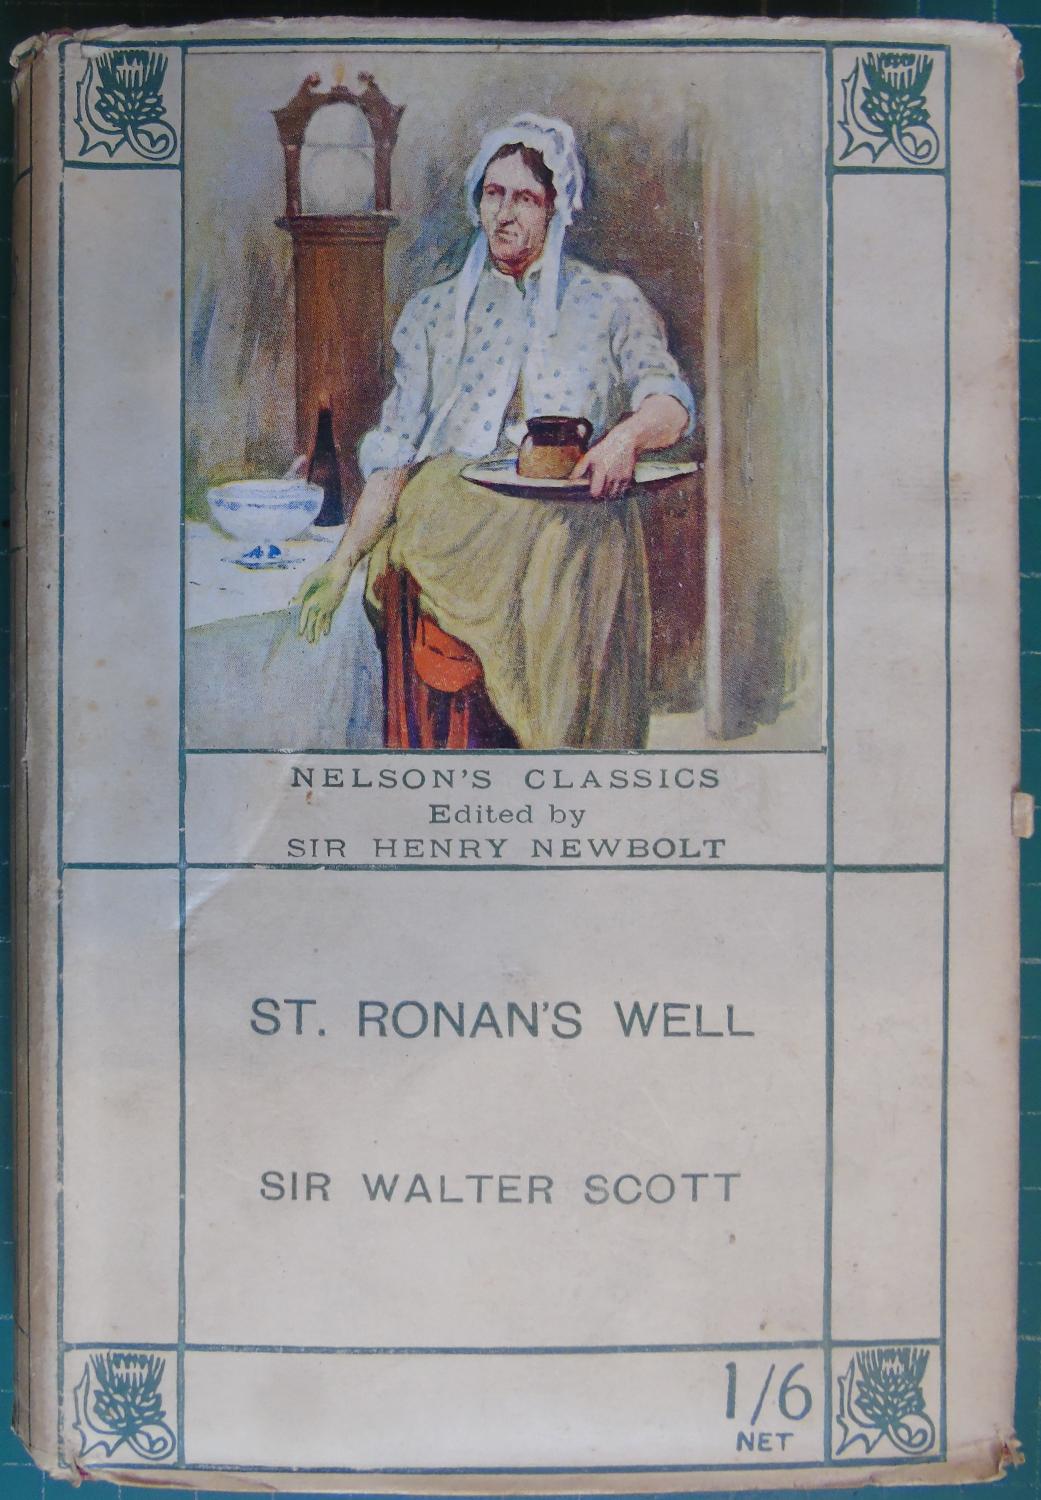 NELSON'S CLASSICS
Edited by
SIR HENRY NEWBOLT
ST. RONAN'S WELL
SIR WALTER SCOTT
1/6
NET